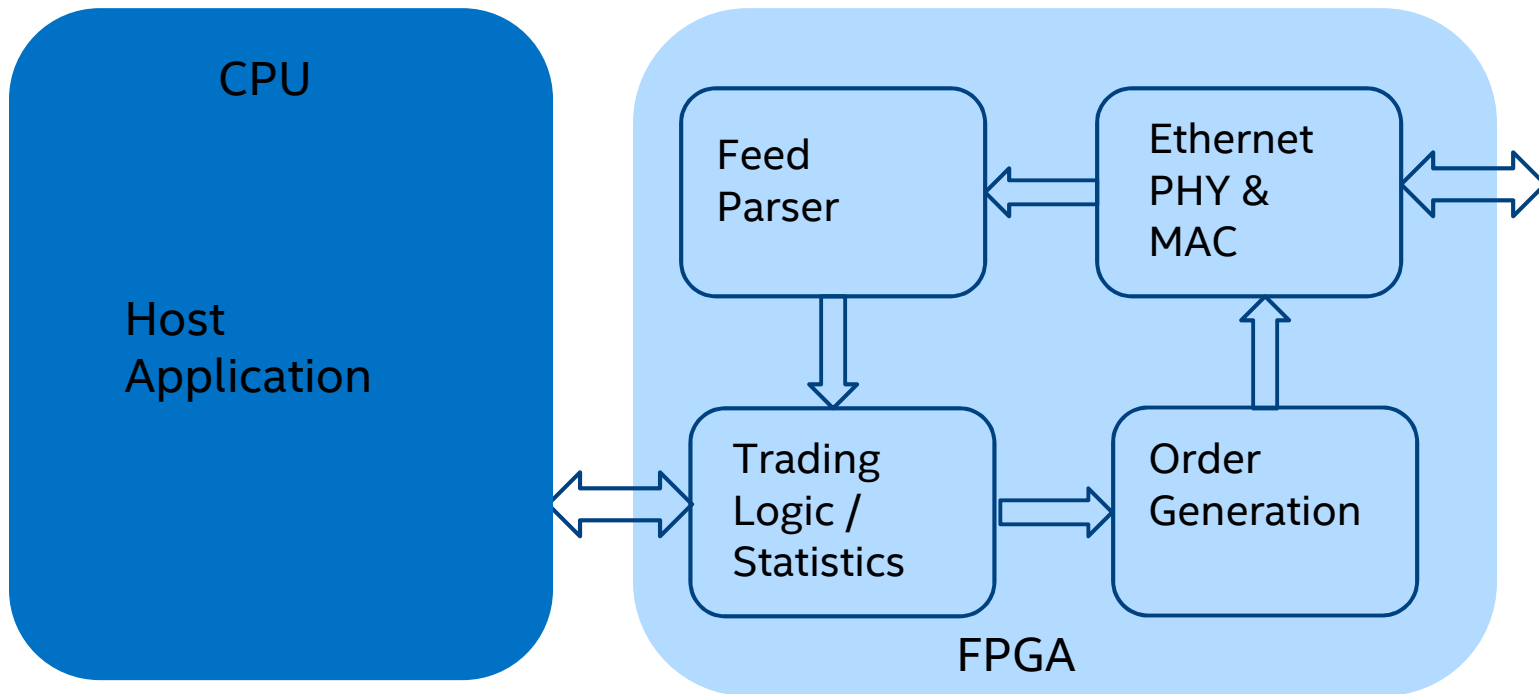 CPU
Host
Application
Feed
Parser
Ethernet
PHY &
MAC
Trading
Logic /
Statistics
Order
Generation
FPGA